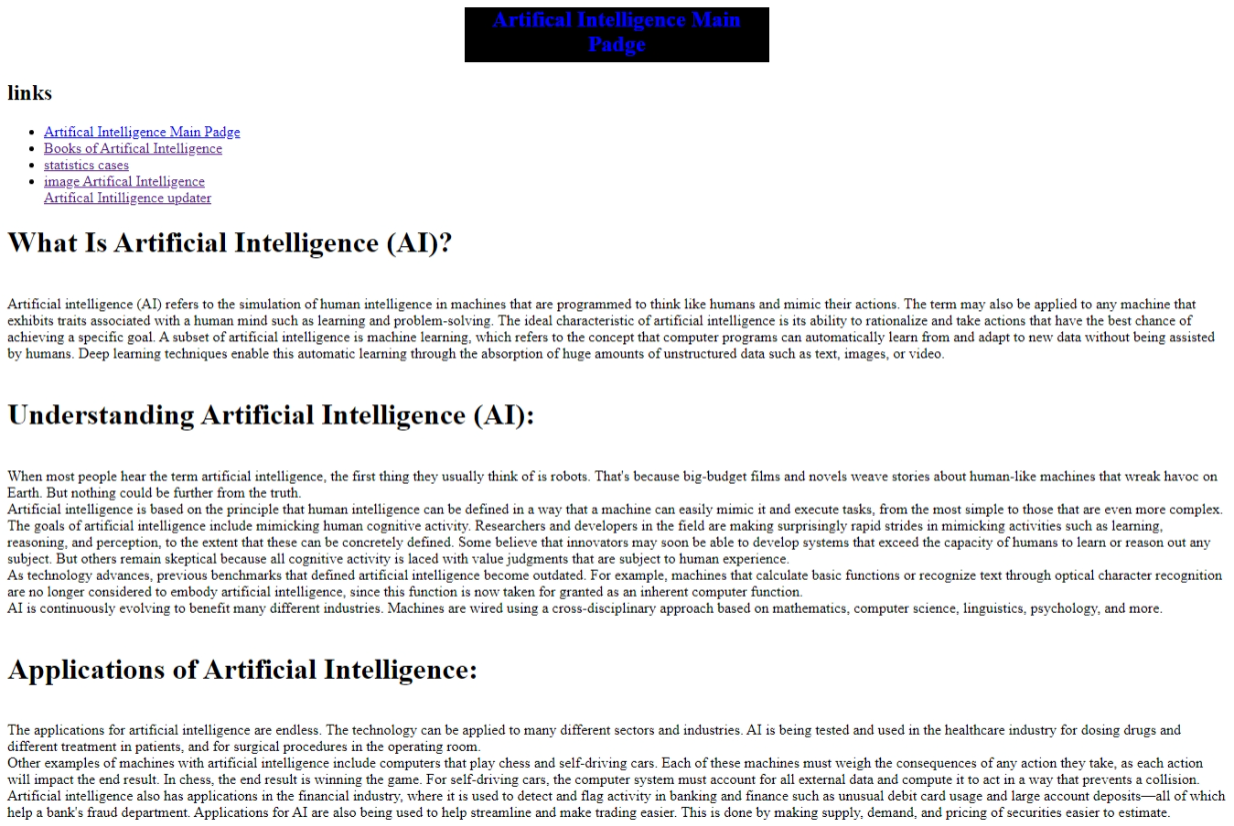 Artifical Intelligence Main
Padge
links
Artifical Intelligence Main Padge
Books of Artifical Intelligence
statistics cases
image Artifical Intelligence
Artifical Intilligence updater
What Is Artificial Intelligence (AI)?
Artificial intelligence (AI) refers to the simulation of human intelligence in machines that are programmed to think like humans and mimic their actions. The term may also be applied to any machine that
exhibits traits associated with a human mind such as learning and problem-solving. The ideal characteristic of artificial intelligence is its ability to rationalize and take actions that have the best chance of
achieving a specific goal. A subset of artificial intelligence is machine learning, which refers to the concept that computer programs can automatically learn from and adapt to new data without being assisted
by humans. Deep learning techniques enable this automatic learning through the absorption of huge amounts of unstructured data such as text, images, or video.
Understanding Artificial Intelligence (AI):
When most people hear the term artificial intelligence, the first thing they usually think of is robots. That's because big-budget films and novels weave stories about human-like machines that wreak havoc on
Earth. But nothing could be further from the truth.
Artificial intelligence is based on the principle that human intelligence can be defined in a way that a machine can easily mimic it and execute tasks, from the most simple to those that are even more complex.
The goals of artificial intelligence include mimicking human cognitive activity. Researchers and developers in the field are making surprisingly rapid strides in mimicking activities such as learning,
reasoning, and perception, to the extent that these can be concretely defined. Some believe that innovators may soon be able to develop systems that exceed the capacity of humans to learn or reason out any
subject. But others remain skeptical because all cognitive activity is laced with value judgments that are subject to human experience.
As technology advances, previous benchmarks that defined artificial intelligence become outdated. For example, machines that calculate basic functions or recognize text through optical character recognition
are no longer considered to embody artificial intelligence, since this function is now taken for granted as an inherent computer function.
AI is continuously evolving to benefit many different industries. Machines are wired using a cross-disciplinary approach based on mathematics, computer science, linguistics, psychology, and more.
Applications of Artificial Intelligence:
The applications for artificial intelligence are endless. The technology can be applied to many different sectors and industries. AI is being tested and used in the healthcare industry for dosing drugs and
different treatment in patients, and for surgical procedures in the operating room.
Other examples of machines with artificial intelligence include computers that play chess and self-driving cars. Each of these machines must weigh the consequences of any action they take, as each action
will impact the end result. In chess, the end result is winning the game. For self-driving cars, the computer system must account for all external data and compute it to act in a way that prevents a collision.
Artificial intelligence also has applications in the financial industry, where it is used to detect and flag activity in banking and finance such as unusual debit card usage and large account deposits—all of which
help a bank's fraud department. Applications for AI are also being used to help streamline and make trading easier. This is done by making supply, demand, and pricing of securities easier to estimate.